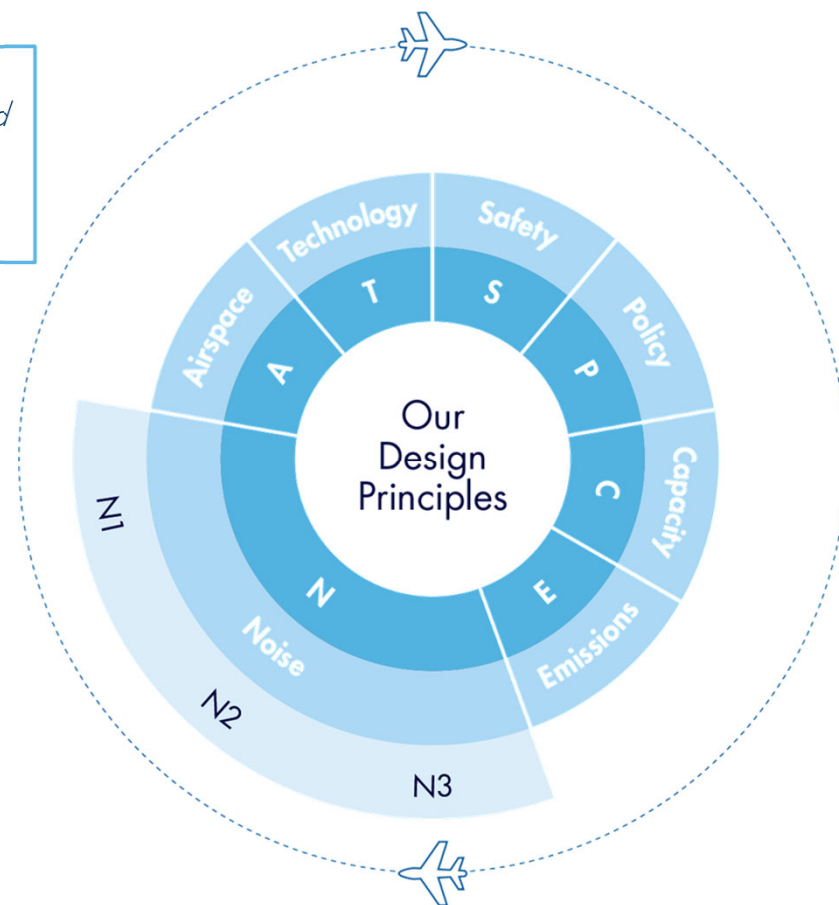 Our
Design
Principles
S
Safety
P
Policy
C
Capacity
E
Emissions
N
Noise
N1
N2
N3
A
Airspace
T
Technology